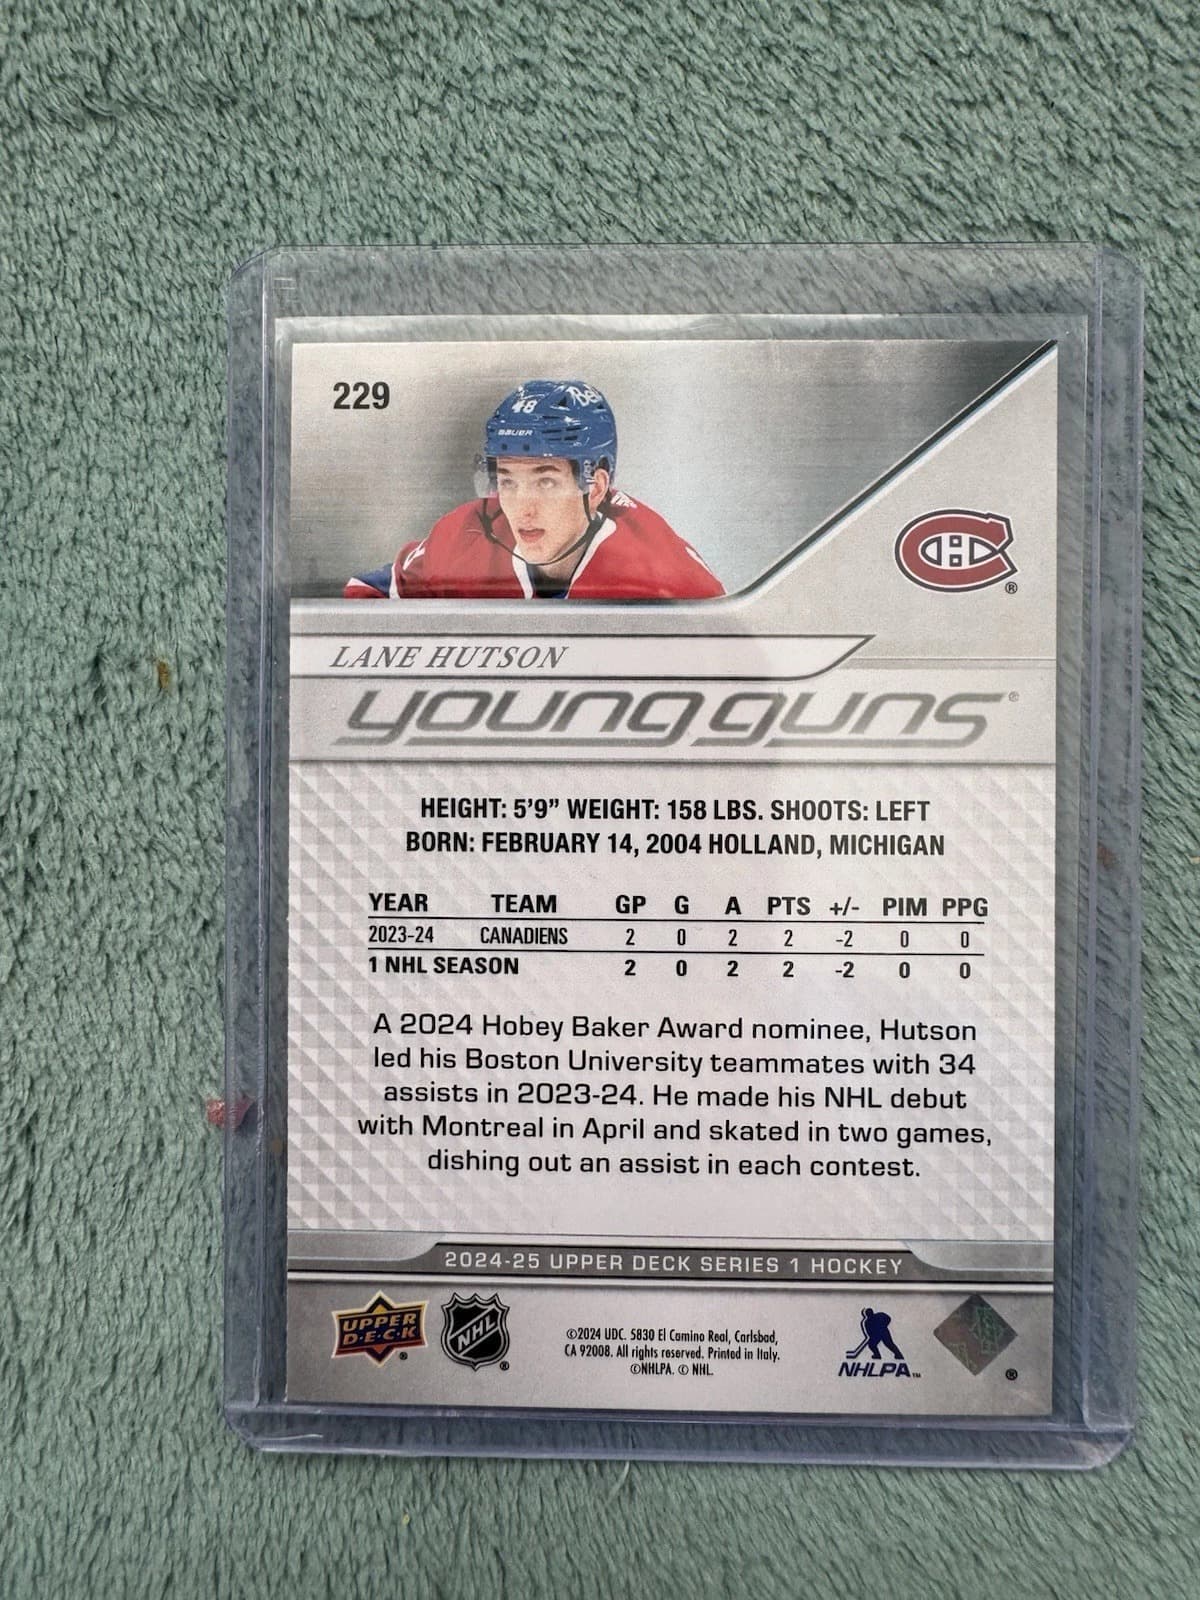 229
48
Bell
BAUER
®
LANE HUTSON
young guns®
HEIGHT: 5'9" WEIGHT: 158 LBS. SHOOTS: LEFT
BORN: FEBRUARY 14, 2004 HOLLAND, MICHIGAN
YEAR TEAM GP G A PTS +/- PIM PPG
2023-24 CANADIENS 2 0 2 2 -2 0 0
1 NHL SEASON 2 0 2 2 -2 0 0
A 2024 Hobey Baker Award nominee, Hutson
led his Boston University teammates with 34
assists in 2023-24. He made his NHL debut
with Montreal in April and skated in two games,
dishing out an assist in each contest.
2024-25 UPPER DECK SERIES 1 HOCKEY
UPPER
D·E·C·K
®
NHL
®
©2024 UDC. 5830 El Camino Real, Carlsbad,
CA 92008. All rights reserved. Printed in Italy.
©NHLPA. © NHL.
NHLPA™
®